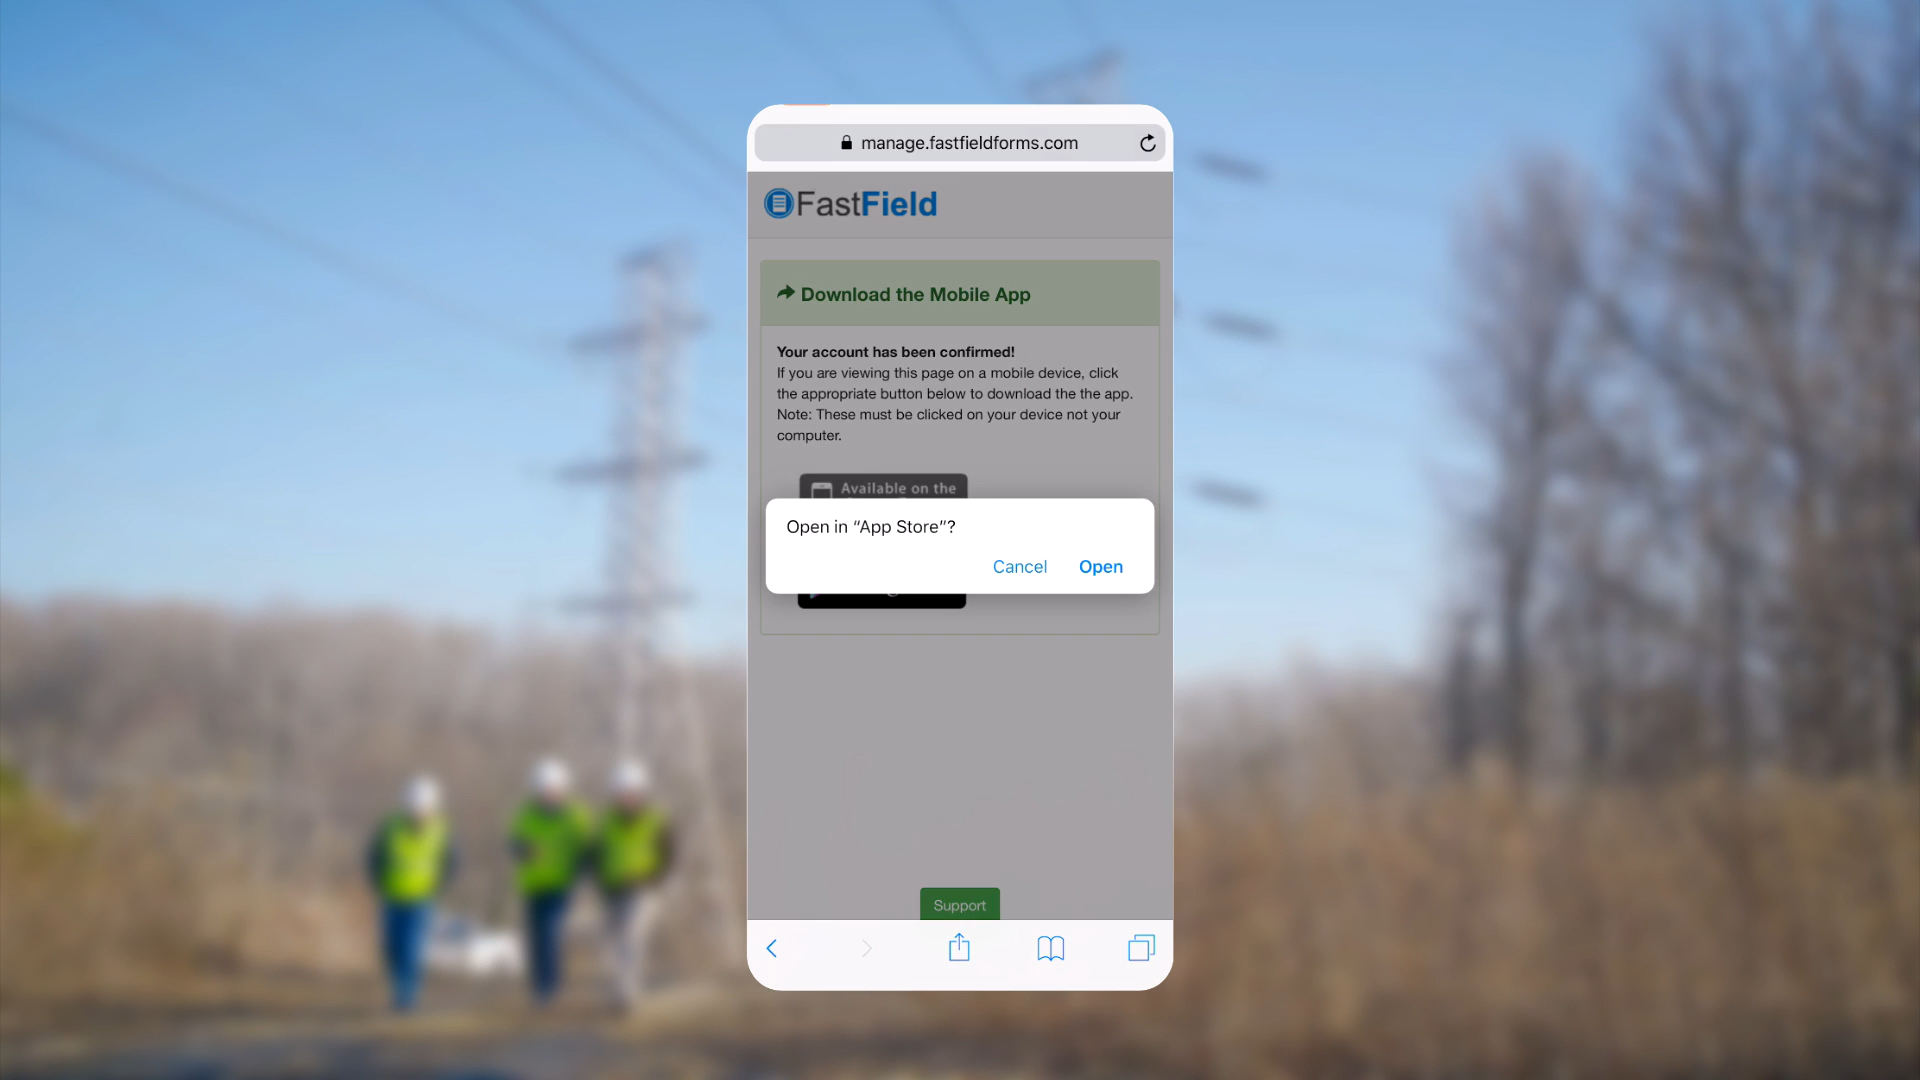 manage.fastfieldforms.com
FastField
Download the Mobile App
Your account has been confirmed!
If you are viewing this page on a mobile device, click
the appropriate button below to download the the app.
Note: These must be clicked on your device not your
computer.
Available on the
Open in “App Store”?
Cancel Open
Support